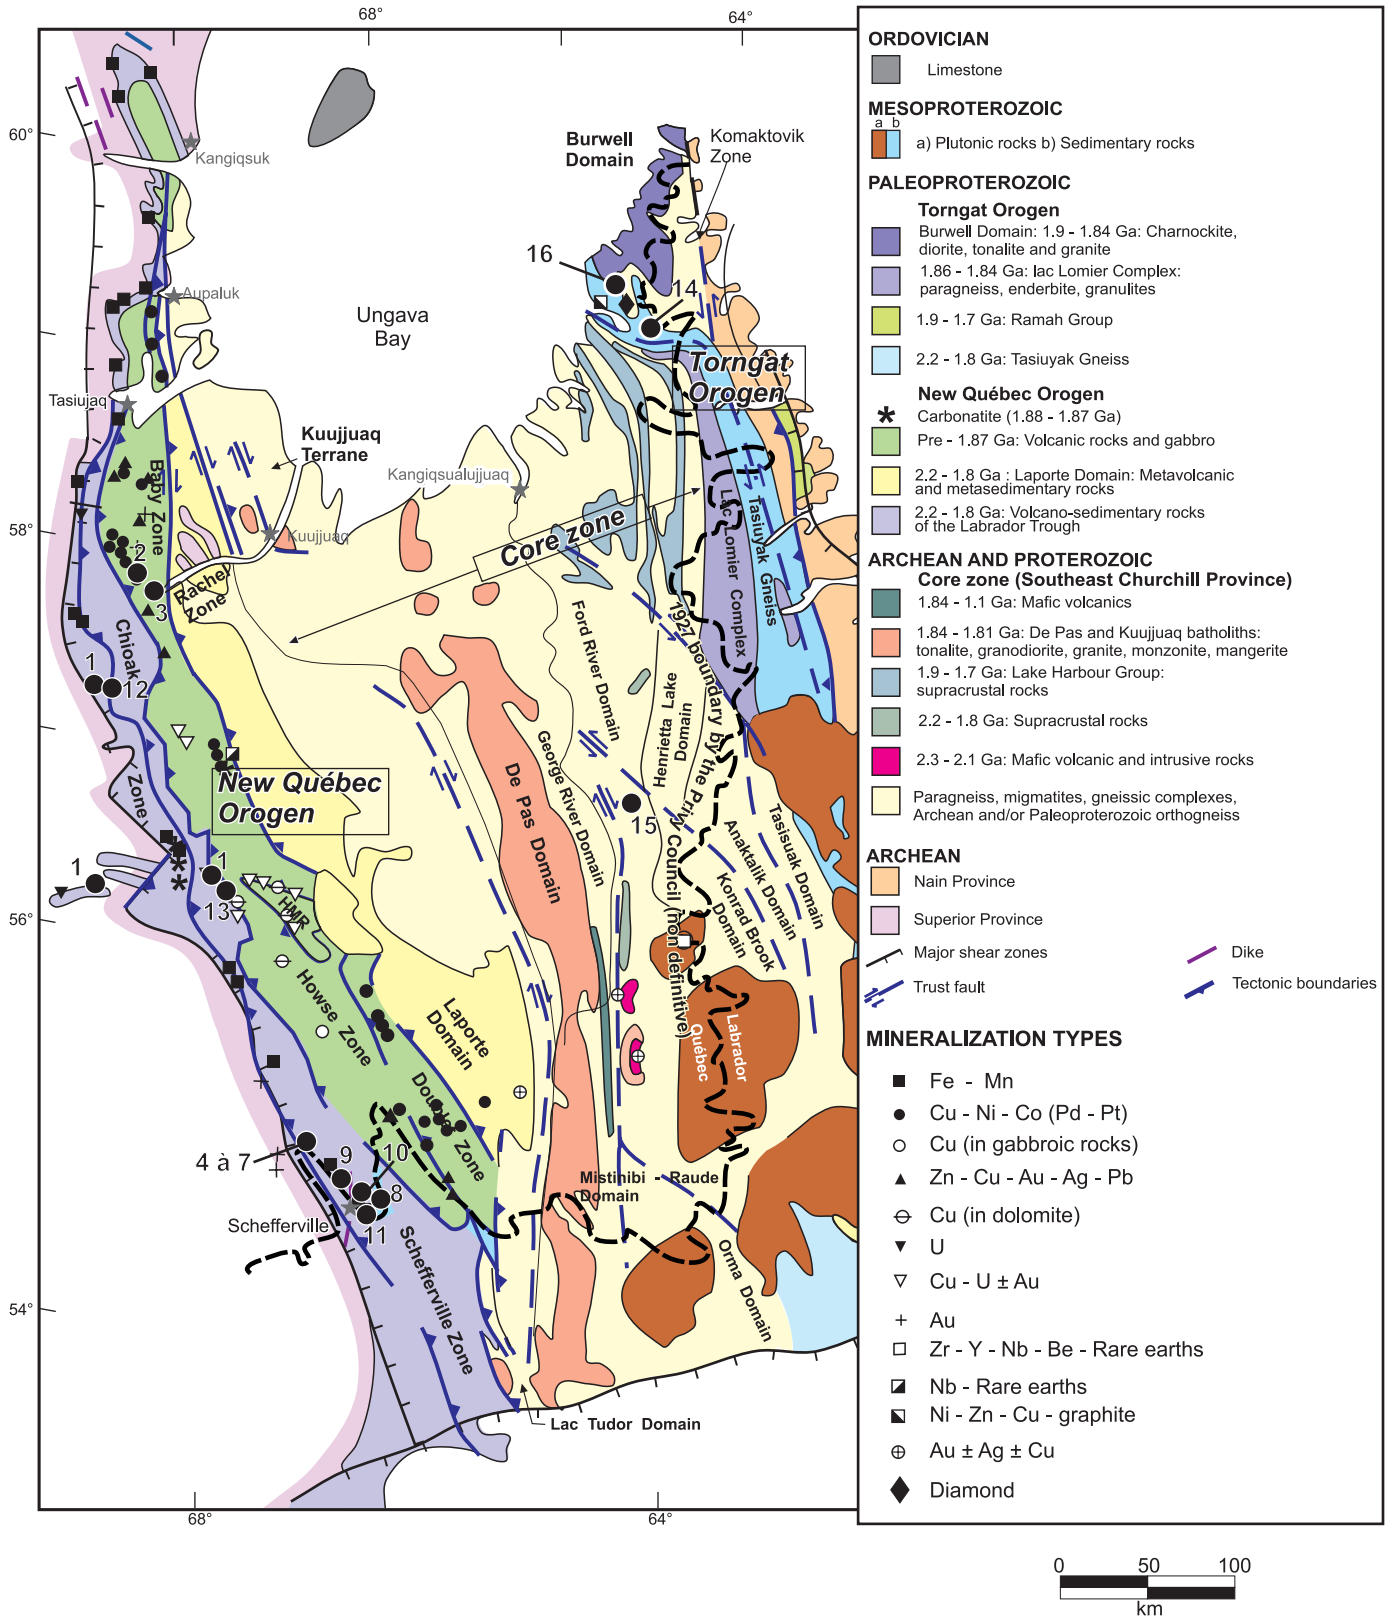 68°
64°
60°
58°
56°
54°
68°
64°
Kangiqsuk
Aupaluk
Tasiujaq
Ungava
Bay
Burwell
Domain
Komaktovik
Zone
16
14
Torngat
Orogen
Kuujjuaq
Terrane
Kangiqsualujjuaq
Kuujjuaq
Baby Zone
Core zone
Lac Lomier Complex
Tasiuyak Gneiss
2
3
Rachel
Zone
Chioak
Zone
1
12
Ford River Domain
Henrietta Lake
Domain
1927 boundary by the Privy Council (non definitive)
George River Domain
De Pas Domain
New Québec
Orogen
15
Tasisuak Domain
Anaktalik Domain
Konrad Brook
Domain
1
1
13
HMR
Howse Zone
Laporte
Domain
Doublet Zone
Québec
Labrador
4 à 7
9
10
8
11
Schefferville
Schefferville Zone
Mistinibi - Raude
Domain
Orma Domain
Lac Tudor Domain
ORDOVICIAN
Limestone
MESOPROTEROZOIC
a b
a) Plutonic rocks b) Sedimentary rocks
PALEOPROTEROZOIC
Torngat Orogen
Burwell Domain: 1.9 - 1.84 Ga: Charnockite,
diorite, tonalite and granite
1.86 - 1.84 Ga: lac Lomier Complex:
paragneiss, enderbite, granulites
1.9 - 1.7 Ga: Ramah Group
2.2 - 1.8 Ga: Tasiuyak Gneiss
New Québec Orogen
Carbonatite (1.88 - 1.87 Ga)
Pre - 1.87 Ga: Volcanic rocks and gabbro
2.2 - 1.8 Ga : Laporte Domain: Metavolcanic
and metasedimentary rocks
2.2 - 1.8 Ga: Volcano-sedimentary rocks
of the Labrador Trough
ARCHEAN AND PROTEROZOIC
Core zone (Southeast Churchill Province)
1.84 - 1.1 Ga: Mafic volcanics
1.84 - 1.81 Ga: De Pas and Kuujjuaq batholiths:
tonalite, granodiorite, granite, monzonite, mangerite
1.9 - 1.7 Ga: Lake Harbour Group:
supracrustal rocks
2.2 - 1.8 Ga: Supracrustal rocks
2.3 - 2.1 Ga: Mafic volcanic and intrusive rocks
Paragneiss, migmatites, gneissic complexes,
Archean and/or Paleoproterozoic orthogneiss
ARCHEAN
Nain Province
Superior Province
Major shear zones
Dike
Trust fault
Tectonic boundaries
MINERALIZATION TYPES
Fe - Mn
Cu - Ni - Co (Pd - Pt)
Cu (in gabbroic rocks)
Zn - Cu - Au - Ag - Pb
Cu (in dolomite)
U
Cu - U ± Au
Au
Zr - Y - Nb - Be - Rare earths
Nb - Rare earths
Ni - Zn - Cu - graphite
Au ± Ag ± Cu
Diamond
0 50 100
km